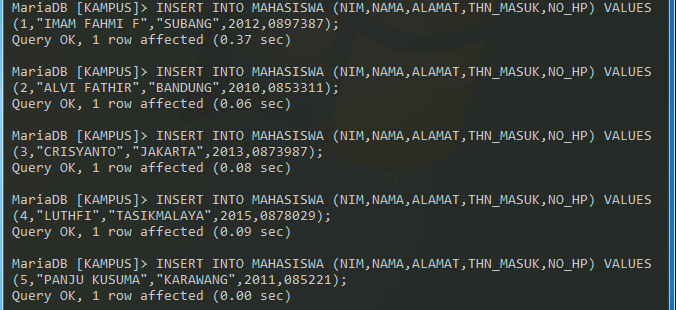 MariaDB [KAMPUS]> INSERT INTO MAHASISWA (NIM,NAMA,ALAMAT,THN_MASUK,NO_HP) VALUES
(1,"IMAM FAHMI F","SUBANG",2012,0897387);
Query OK, 1 row affected (0.37 sec)
MariaDB [KAMPUS]> INSERT INTO MAHASISWA (NIM,NAMA,ALAMAT,THN_MASUK,NO_HP) VALUES
(2,"ALVI FATHIR","BANDUNG",2010,0853311);
Query OK, 1 row affected (0.06 sec)
MariaDB [KAMPUS]> INSERT INTO MAHASISWA (NIM,NAMA,ALAMAT,THN_MASUK,NO_HP) VALUES
(3,"CRISYANTO","JAKARTA",2013,0873987);
Query OK, 1 row affected (0.08 sec)
MariaDB [KAMPUS]> INSERT INTO MAHASISWA (NIM,NAMA,ALAMAT,THN_MASUK,NO_HP) VALUES
(4,"LUTHFI","TASIKMALAYA",2015,0878029);
Query OK, 1 row affected (0.09 sec)
MariaDB [KAMPUS]> INSERT INTO MAHASISWA (NIM,NAMA,ALAMAT,THN_MASUK,NO_HP) VALUES
(5,"PANJU KUSUMA","KARAWANG",2011,085221);
Query OK, 1 row affected (0.00 sec)